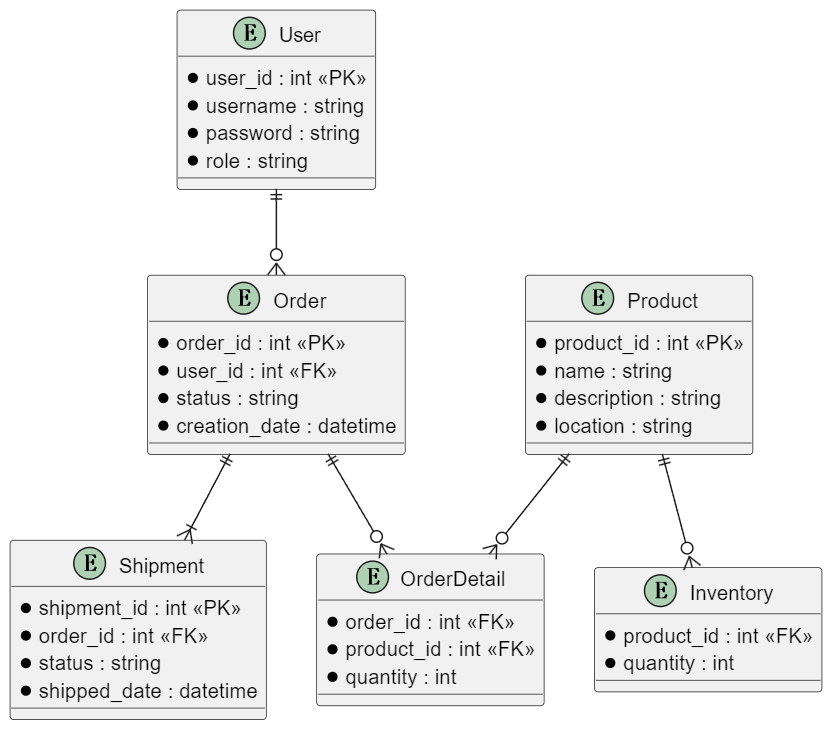 E User
user_id : int «PK»
username : string
password : string
role : string
E Order
order_id : int «PK»
user_id : int «FK»
status : string
creation_date : datetime
E Product
product_id : int «PK»
name : string
description : string
location : string
E Shipment
shipment_id : int «PK»
order_id : int «FK»
status : string
shipped_date : datetime
E OrderDetail
order_id : int «FK»
product_id : int «FK»
quantity : int
E Inventory
product_id : int «FK»
quantity : int